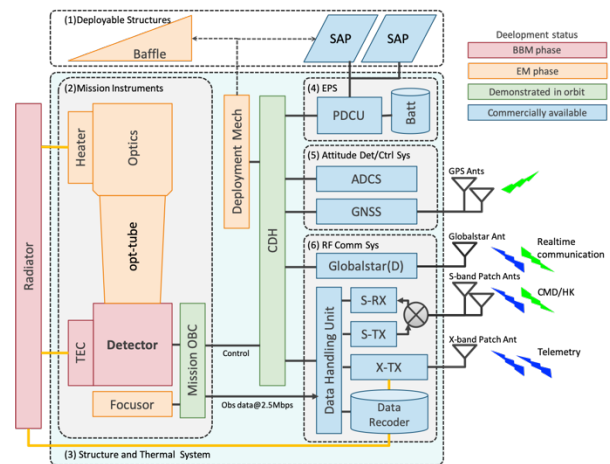 (1)Deployable Structures
Baffle
SAP
SAP
Deelopment status
BBM phase
EM phase
Demonstrated in orbit
Commercially available
(2)Mission Instruments
Heater
Optics
opt-tube
Radiator
TEC
Detector
Focusor
Mission OBC
Deployment Mech
CDH
Control
Obs data@2.5Mbps
(3) Structure and Thermal System
(4) EPS
PDCU
Batt
(5) Attitude Det/Ctrl Sys
ADCS
GNSS
(6) RF Comm Sys
Globalstar(D)
Data Handling Unit
S-RX
S-TX
X-TX
Data
Recoder
GPS Ants
Globalstar Ant
Realtime
communication
S-band Patch Ants
CMD/HK
X-band Patch Ant
Telemetry